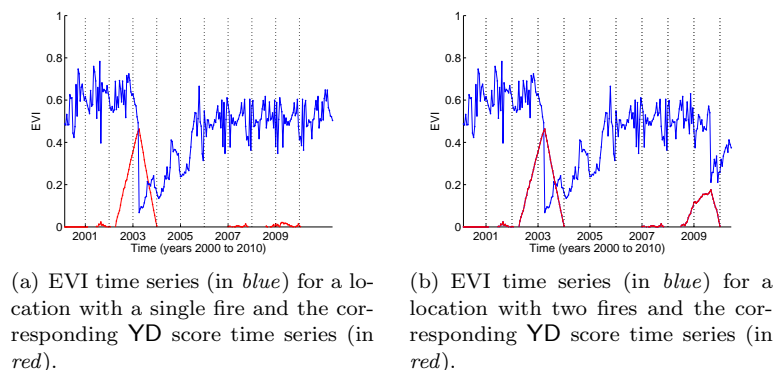 1
0.8
0.6
0.4
0.2
0
EVI
2001 2003 2005 2007 2009
Time (years 2000 to 2010)
(a) EVI time series (in blue) for a lo-
cation with a single fire and the cor-
responding YD score time series (in
red).
1
0.8
0.6
0.4
0.2
0
EVI
2001 2003 2005 2007 2009
Time (years 2000 to 2010)
(b) EVI time series (in blue) for a
location with two fires and the cor-
responding YD score time series (in
red).